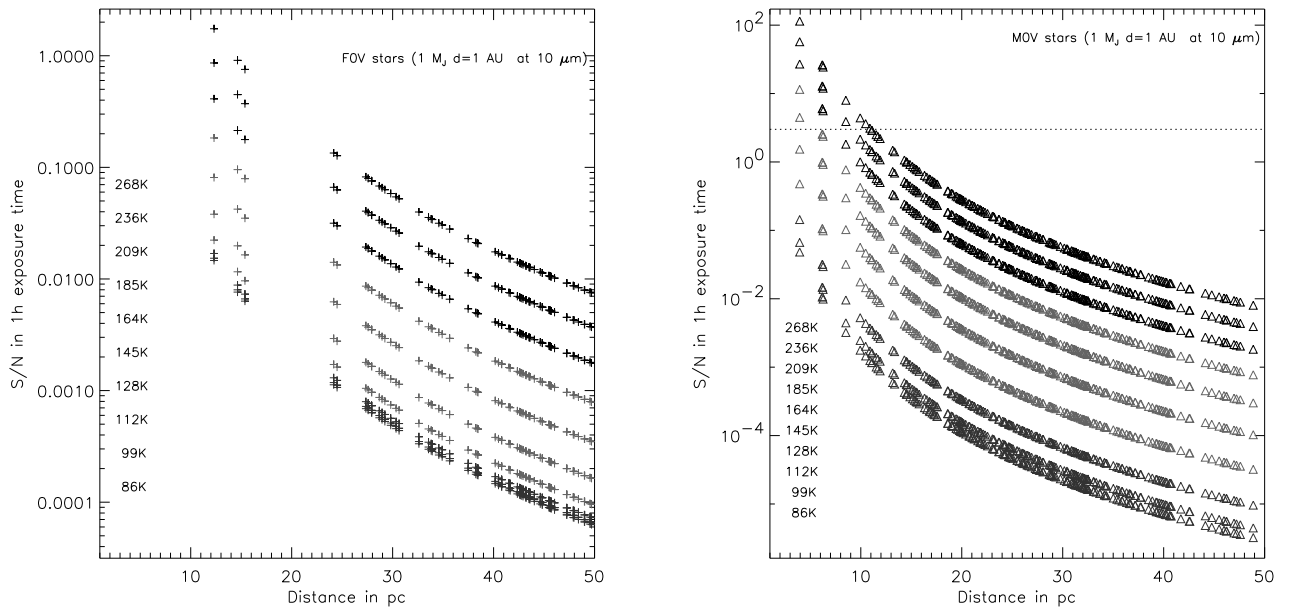 F0V stars (1 MJ d=1 AU at 10 μm)
S/N in 1h exposure time
1.0000
0.1000
0.0100
0.0010
0.0001
268K
236K
209K
185K
164K
145K
128K
112K
99K
86K
10 20 30 40 50
Distance in pc
M0V stars (1 MJ d=1 AU at 10 μm)
S/N in 1h exposure time
10^2
10^0
10^-2
10^-4
268K
236K
209K
185K
164K
145K
128K
112K
99K
86K
10 20 30 40 50
Distance in pc